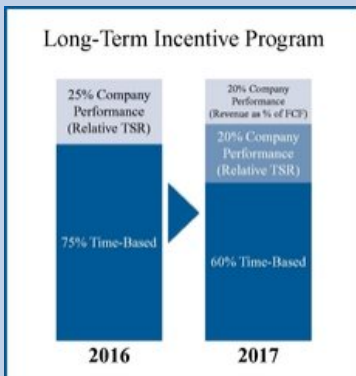 Long-Term Incentive Program
25% Company
Performance
(Relative TSR)
75% Time-Based
2016
20% Company
Performance
(Revenue as % of FCF)
20% Company
Performance
(Relative TSR)
60% Time-Based
2017